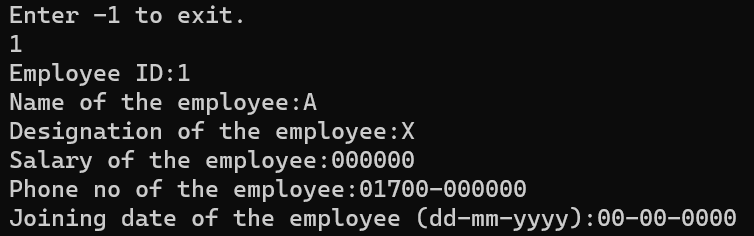 Enter -1 to exit.
1
Employee ID:1
Name of the employee:A
Designation of the employee:X
Salary of the employee:000000
Phone no of the employee:01700-000000
Joining date of the employee (dd-mm-yyyy):00-00-0000